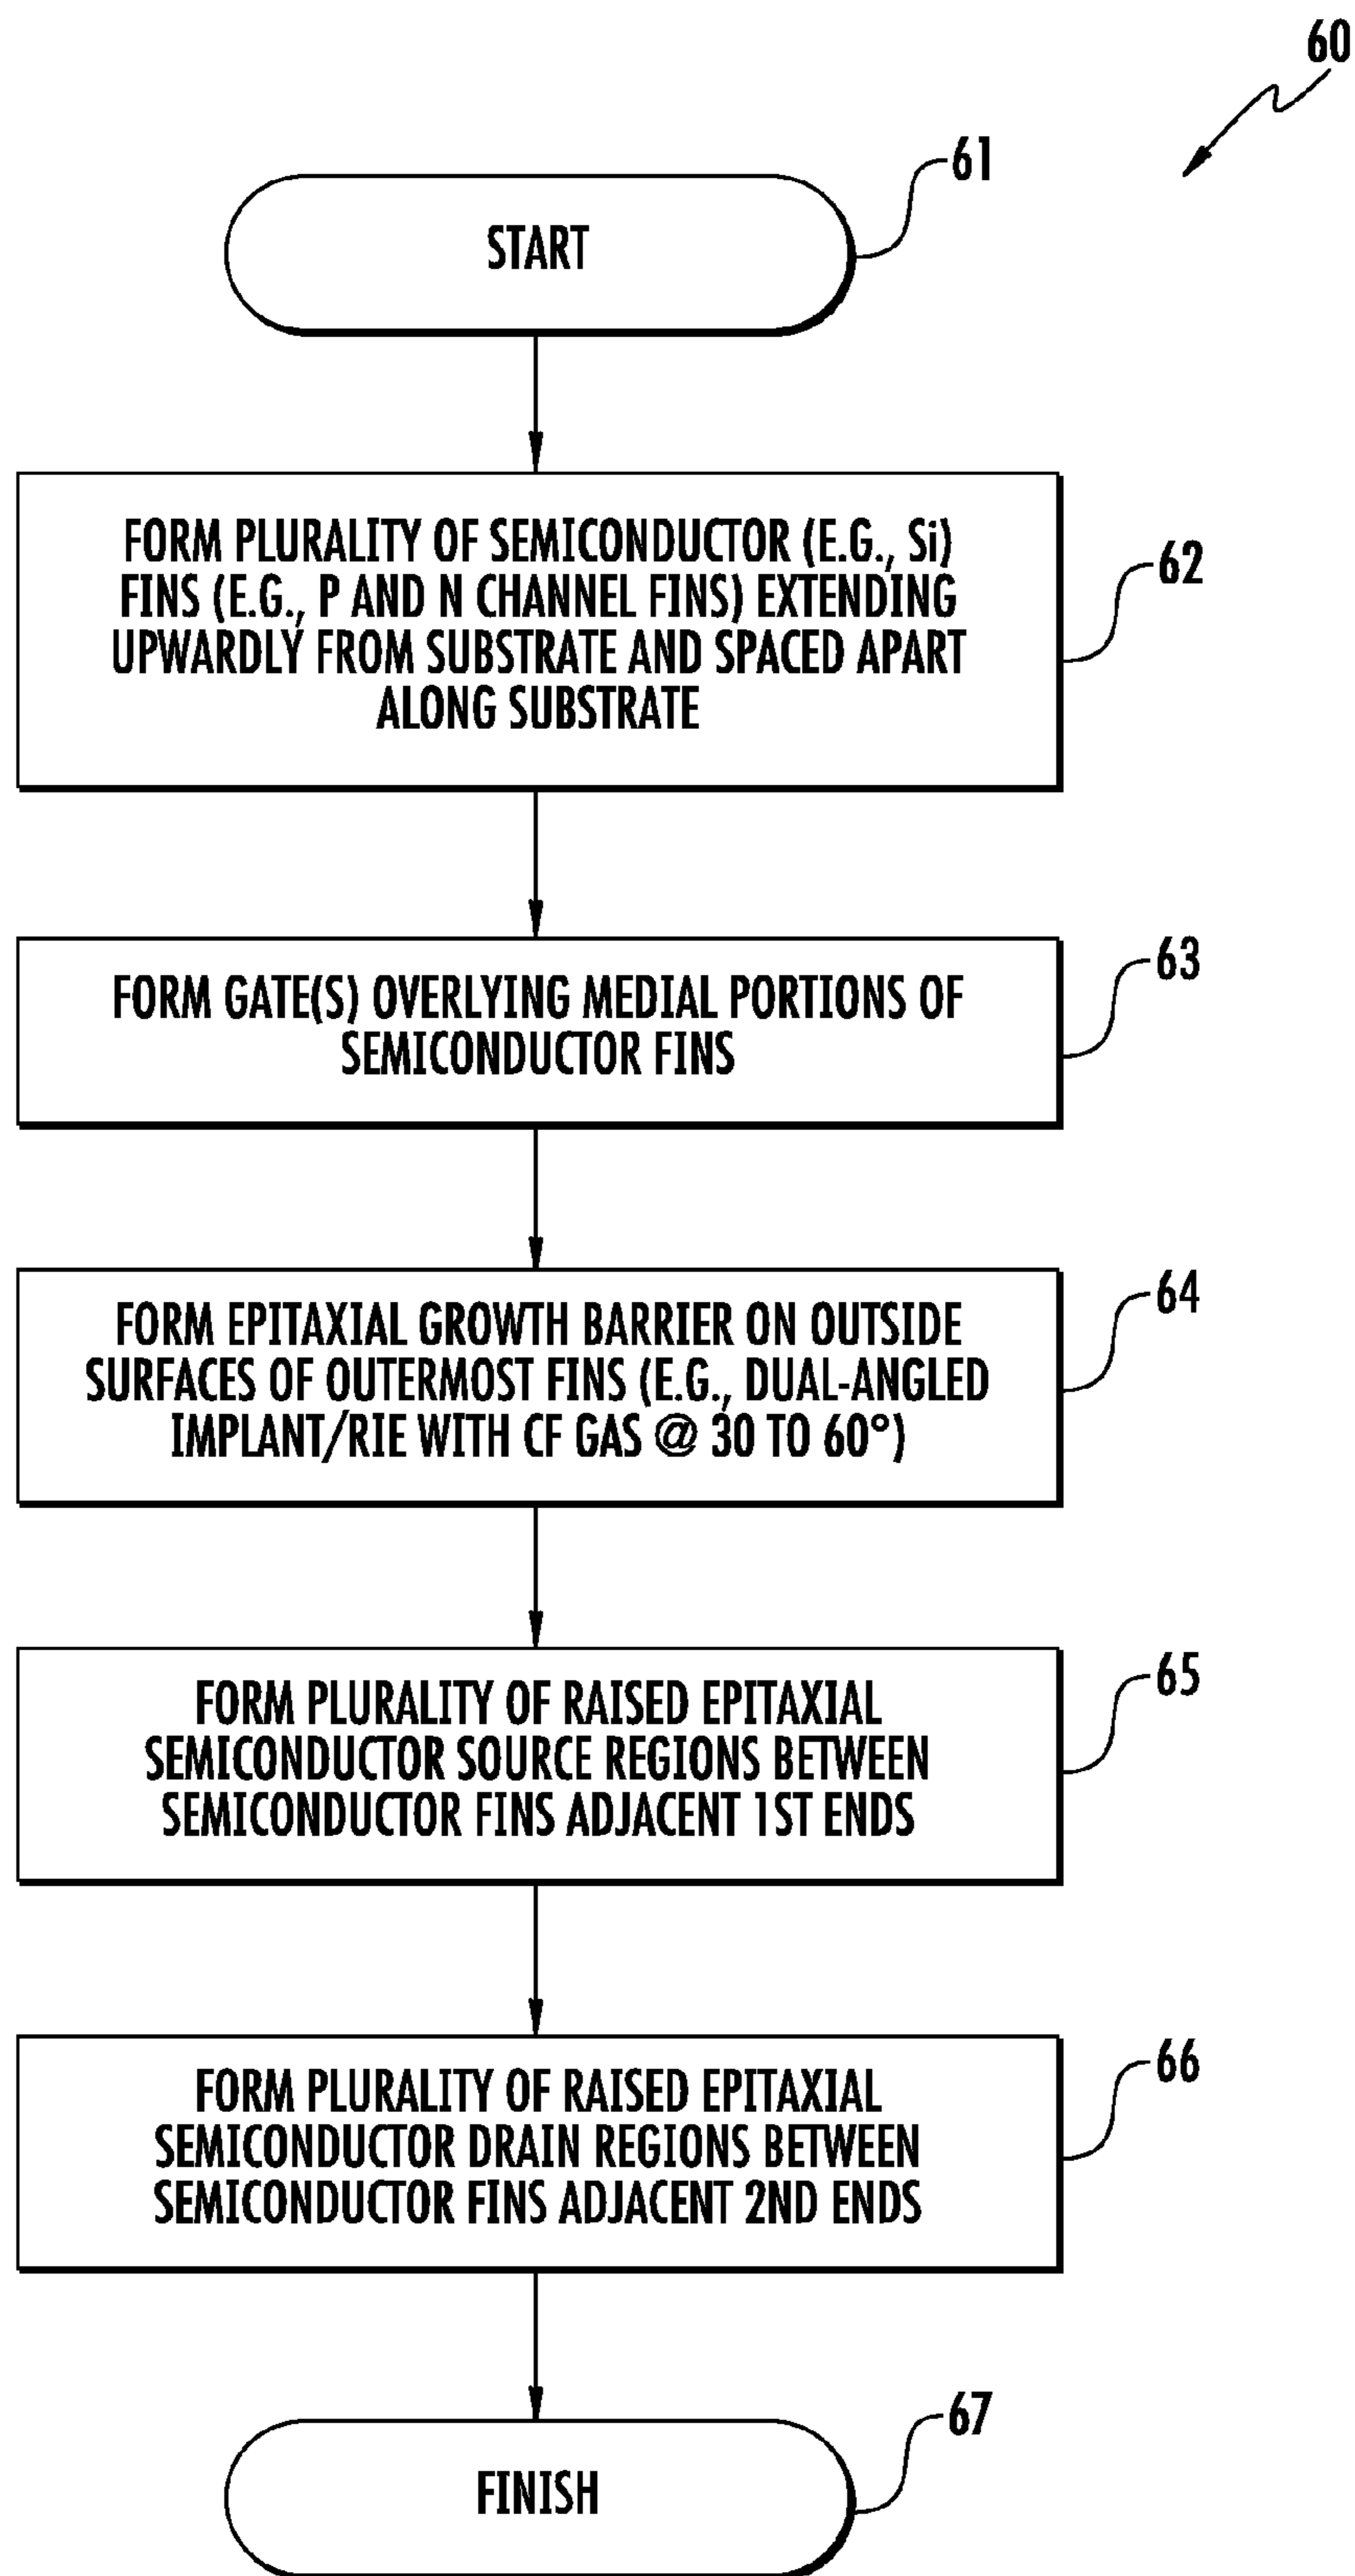 60
61
START
FORM PLURALITY OF SEMICONDUCTOR (E.G., Si)
FINS (E.G., P AND N CHANNEL FINS) EXTENDING
UPWARDLY FROM SUBSTRATE AND SPACED APART
ALONG SUBSTRATE
62
FORM GATE(S) OVERLYING MEDIAL PORTIONS OF
SEMICONDUCTOR FINS
63
FORM EPITAXIAL GROWTH BARRIER ON OUTSIDE
SURFACES OF OUTERMOST FINS (E.G., DUAL-ANGLED
IMPLANT/RIE WITH CF GAS @ 30 TO 60°)
64
FORM PLURALITY OF RAISED EPITAXIAL
SEMICONDUCTOR SOURCE REGIONS BETWEEN
SEMICONDUCTOR FINS ADJACENT 1ST ENDS
65
FORM PLURALITY OF RAISED EPITAXIAL
SEMICONDUCTOR DRAIN REGIONS BETWEEN
SEMICONDUCTOR FINS ADJACENT 2ND ENDS
66
67
FINISH